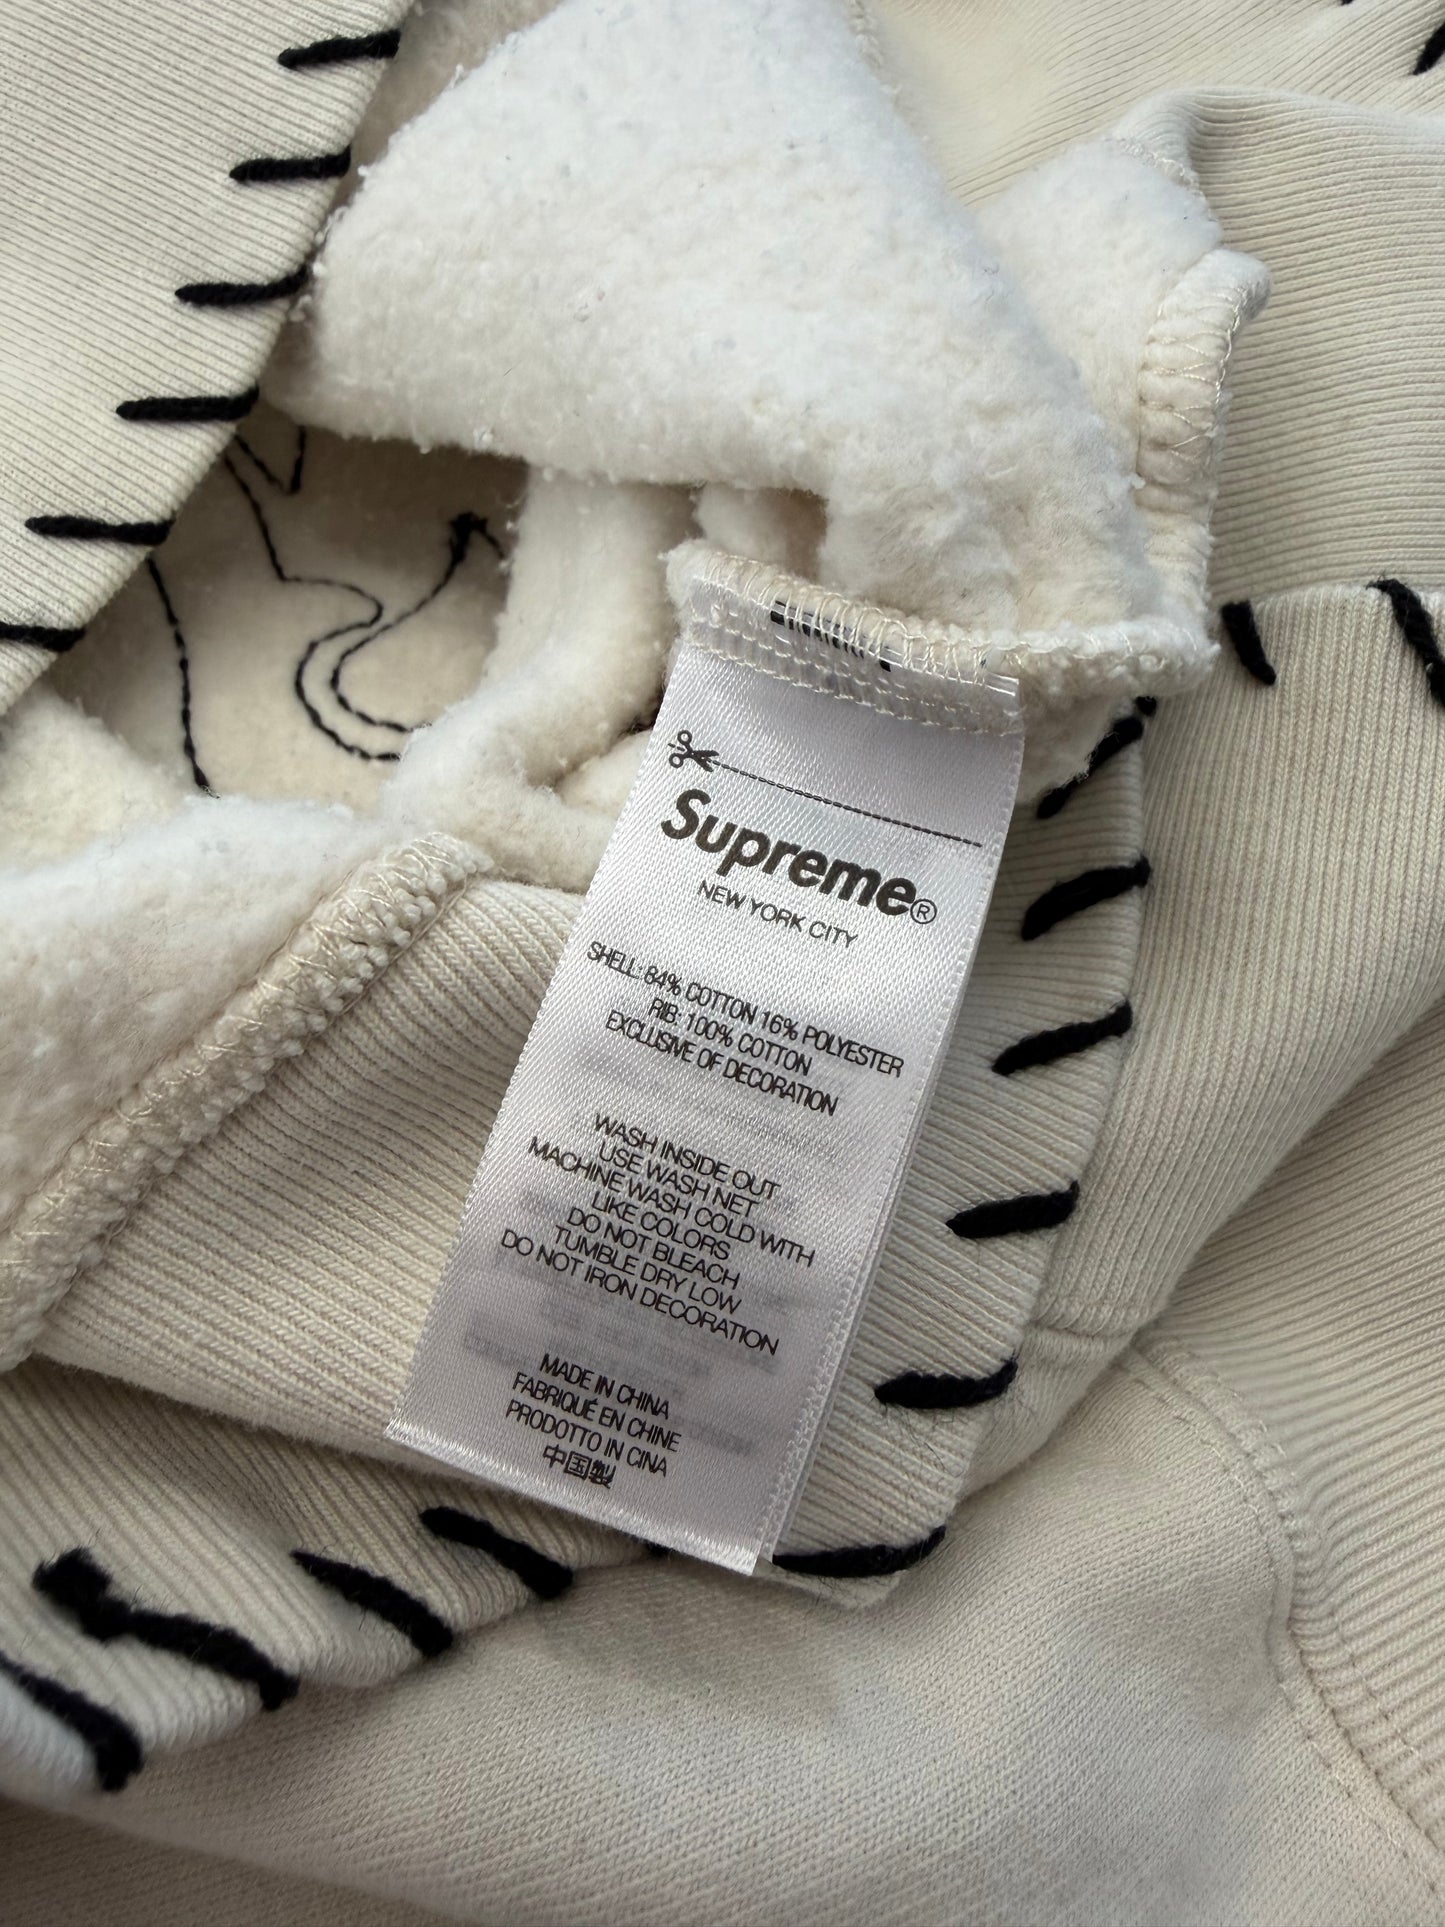 Supreme®
NEW YORK CITY
SHELL: 84% COTTON 16% POLYESTER
RIB: 100% COTTON
EXCLUSIVE OF DECORATION
WASH INSIDE OUT
USE WASH NET
MACHINE WASH COLD WITH
LIKE COLORS
DO NOT BLEACH
TUMBLE DRY LOW
DO NOT IRON DECORATION
MADE IN CHINA
FABRIQUÉ EN CHINE
PRODOTTO IN CINA
中国製